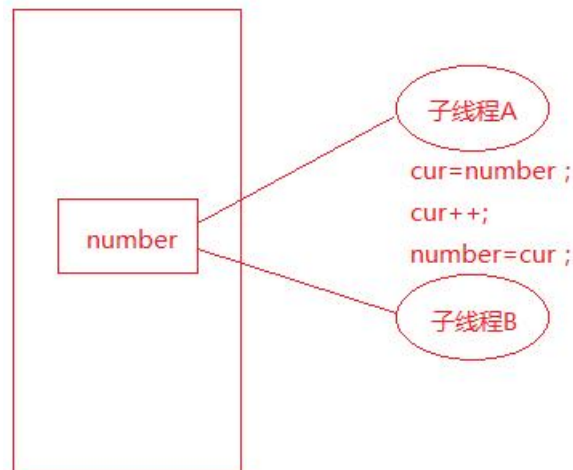 子线程A
cur=number ;
cur++;
number
number=cur ;
子线程B